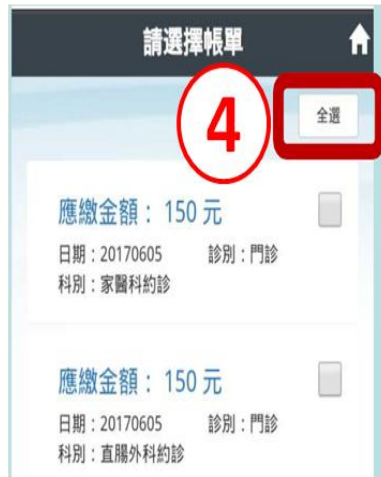 請選擇帳單
4
全選
應繳金額： 150 元
日期：20170605 診別：門診
科別：家醫科約診
應繳金額： 150 元
日期：20170605 診別：門診
科別：直腸外科約診